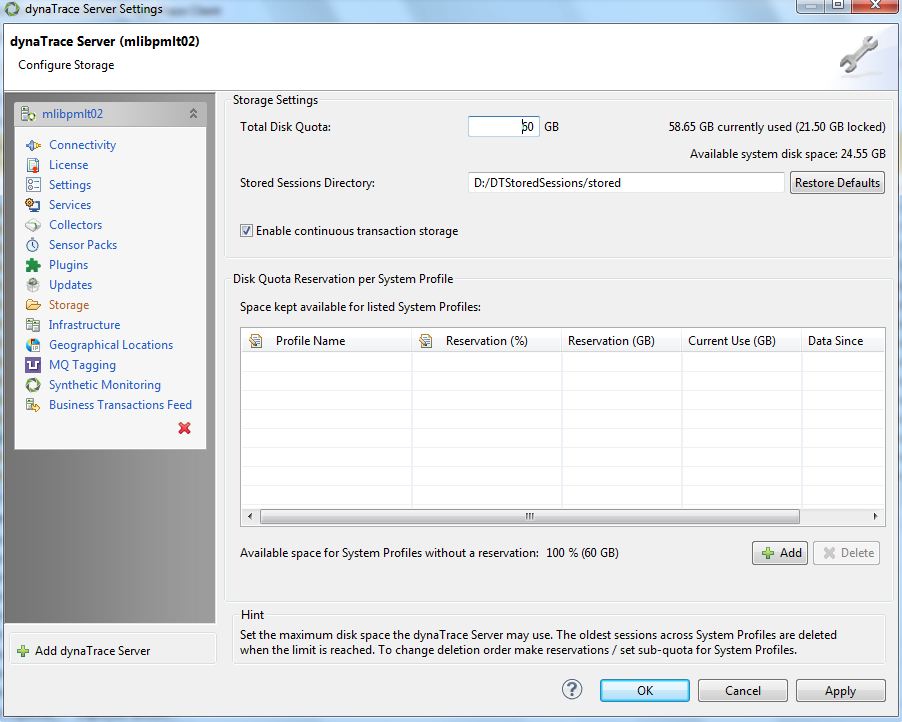 dynaTrace Server Settings
dynaTrace Server (mlibpmlt02)
Configure Storage
mlibpmlt02
Connectivity
License
Settings
Services
Collectors
Sensor Packs
Plugins
Updates
Storage
Infrastructure
Geographical Locations
MQ Tagging
Synthetic Monitoring
Business Transactions Feed
Add dynaTrace Server
Storage Settings
Total Disk Quota: 60 GB 58.65 GB currently used (21.50 GB locked)
Available system disk space: 24.55 GB
Stored Sessions Directory: D:/DTStoredSessions/stored Restore Defaults
Enable continuous transaction storage
Disk Quota Reservation per System Profile
Space kept available for listed System Profiles:
Profile Name Reservation (%) Reservation (GB) Current Use (GB) Data Since
Available space for System Profiles without a reservation: 100 % (60 GB) Add Delete
Hint
Set the maximum disk space the dynaTrace Server may use. The oldest sessions across System Profiles are deleted
when the limit is reached. To change deletion order make reservations / set sub-quota for System Profiles.
? OK Cancel Apply